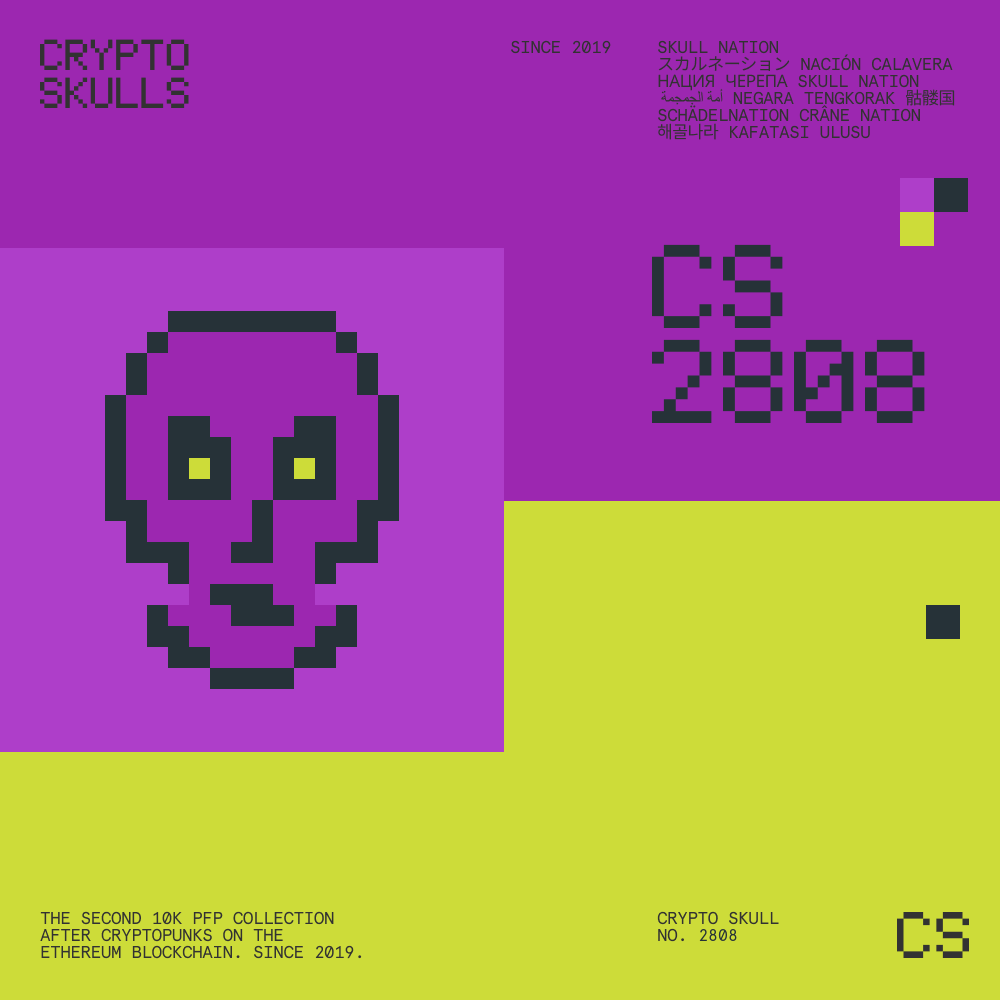 CRYPTO
SKULLS
SINCE 2019
SKULL NATION
スカルネーション NACIÓN CALAVERA
НАЦИЯ ЧЕРЕПА SKULL NATION
أمة الجمجمة NEGARA TENGKORAK 骷髅国
SCHÄDELNATION CRÂNE NATION
해골나라 KAFATASI ULUSU
CS
2808
THE SECOND 10K PFP COLLECTION
AFTER CRYPTOPUNKS ON THE
ETHEREUM BLOCKCHAIN. SINCE 2019.
CRYPTO SKULL
NO. 2808
CS